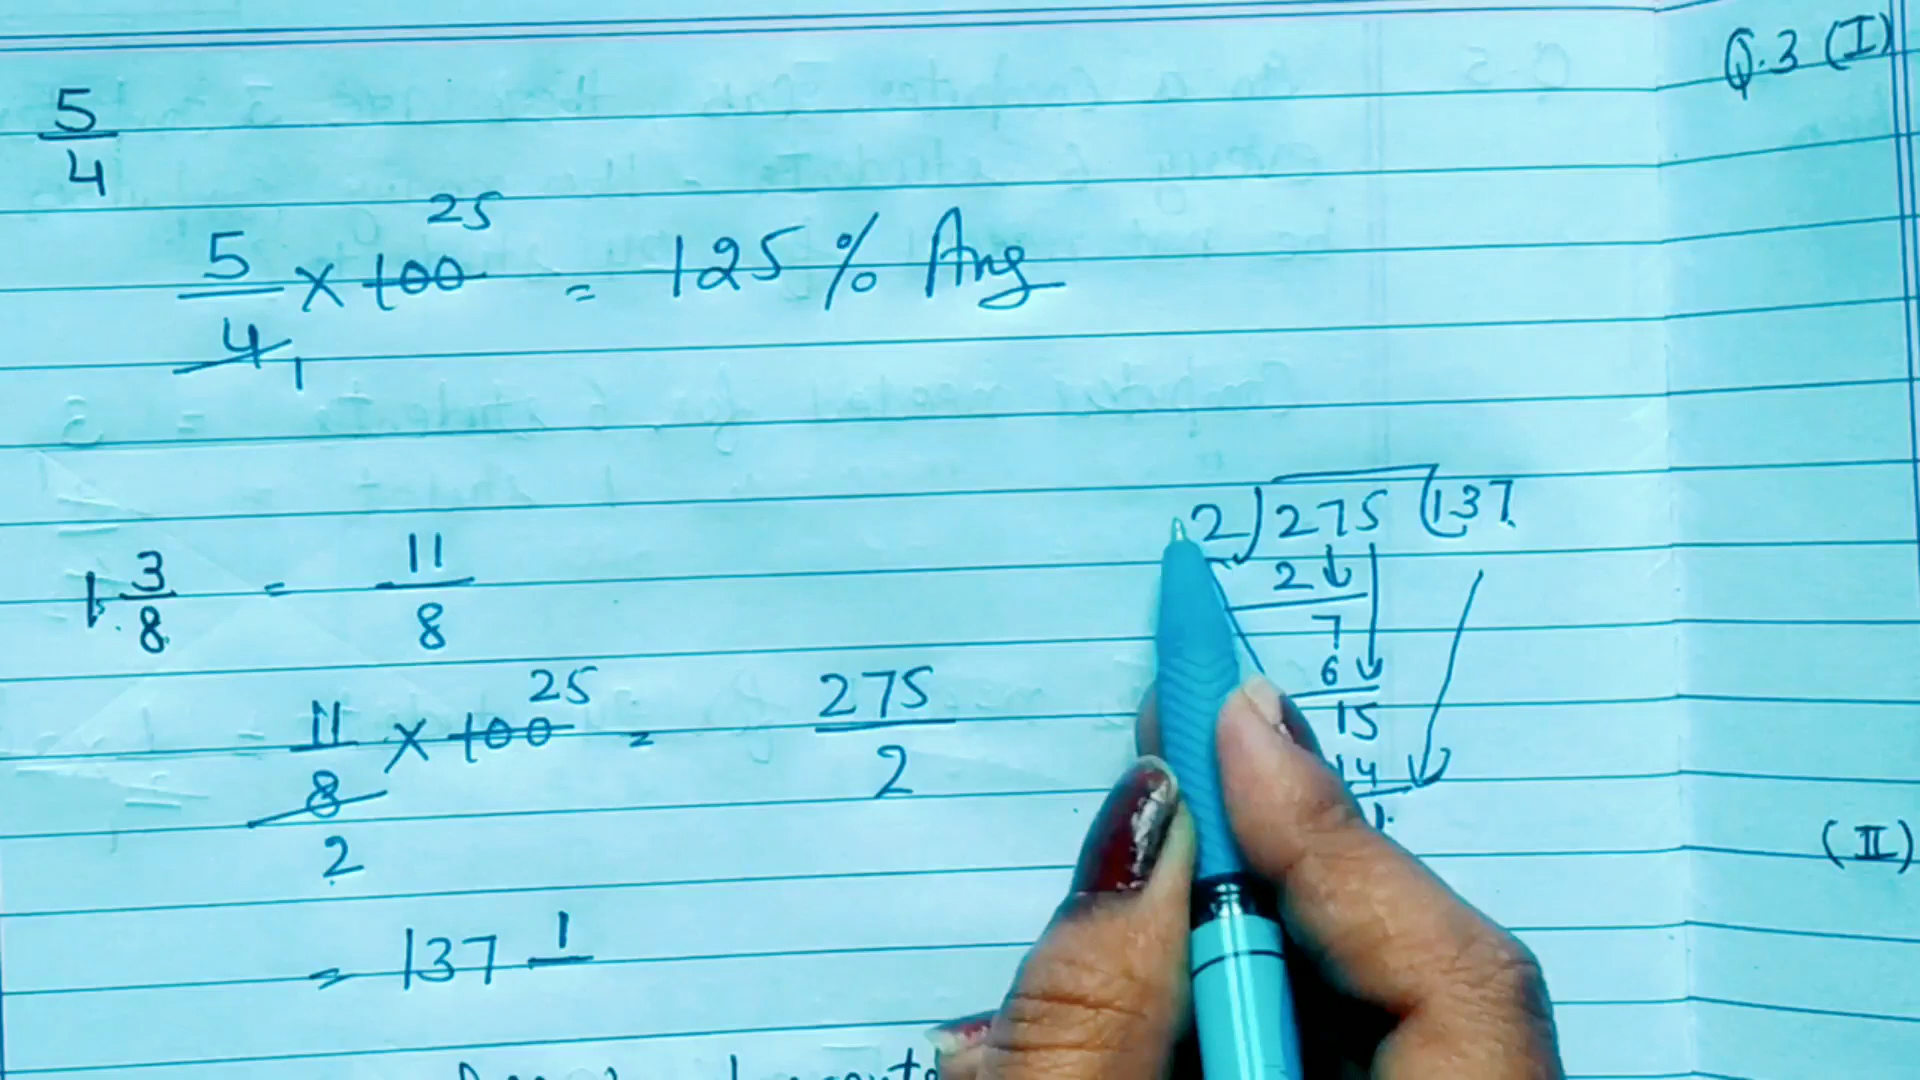 Q.3 (I)
5/4
5/4 × 100 = 125 % Ans
25
1
2)275(137
2
7
6
15
14
1
1 3/8 = 11/8
11/8 × 100 = 275/2
25
2
= 137 1
(II)